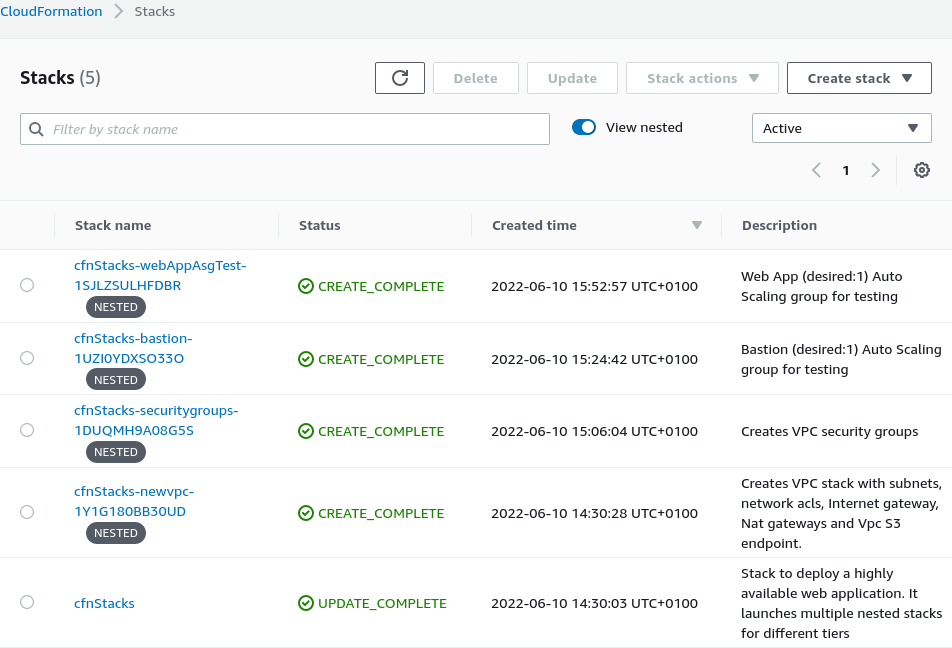 CloudFormation > Stacks
Stacks (5)
Delete
Update
Stack actions
Create stack
Filter by stack name
View nested
Active
1
Stack name
Status
Created time
Description
cfnStacks-webAppAsgTest-
1SJLZSULHFDBR
NESTED
CREATE_COMPLETE
2022-06-10 15:52:57 UTC+0100
Web App (desired:1) Auto
Scaling group for testing
cfnStacks-bastion-
1UZI0YDXSO33O
NESTED
CREATE_COMPLETE
2022-06-10 15:24:42 UTC+0100
Bastion (desired:1) Auto Scaling
group for testing
cfnStacks-securitygroups-
1DUQMH9A08G5S
NESTED
CREATE_COMPLETE
2022-06-10 15:06:04 UTC+0100
Creates VPC security groups
cfnStacks-newvpc-
1Y1G180BB30UD
NESTED
CREATE_COMPLETE
2022-06-10 14:30:28 UTC+0100
Creates VPC stack with subnets,
network acls, Internet gateway,
Nat gateways and Vpc S3
endpoint.
cfnStacks
UPDATE_COMPLETE
2022-06-10 14:30:03 UTC+0100
Stack to deploy a highly
available web application. It
launches multiple nested stacks
for different tiers